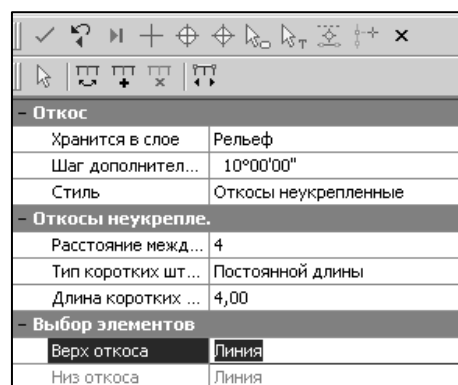 Откос
Хранится в слое Рельеф
Шаг дополнител... 10°00'00"
Стиль Откосы неукрепленные
Откосы неукрепле.
Расстояние межд... 4
Тип коротких шт... Постоянной длины
Длина коротких ... 4,00
Выбор элементов
Верх откоса Линия
Низ откоса Линия